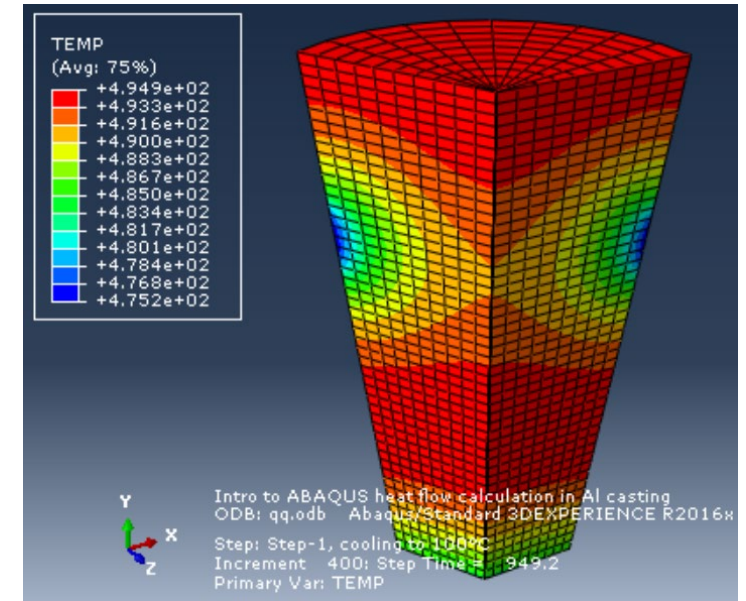 TEMP
(Avg: 75%)
+4.949e+02
+4.933e+02
+4.916e+02
+4.900e+02
+4.883e+02
+4.867e+02
+4.850e+02
+4.834e+02
+4.817e+02
+4.801e+02
+4.784e+02
+4.768e+02
+4.752e+02
Y
X
Z
Intro to ABAQUS heat flow calculation in Al casting
ODB: qq.odb Abaqus/Standard 3DEXPERIENCE R2016x
Step: Step-1, cooling to 100ºC
Increment 400: Step Time = 949.2
Primary Var: TEMP